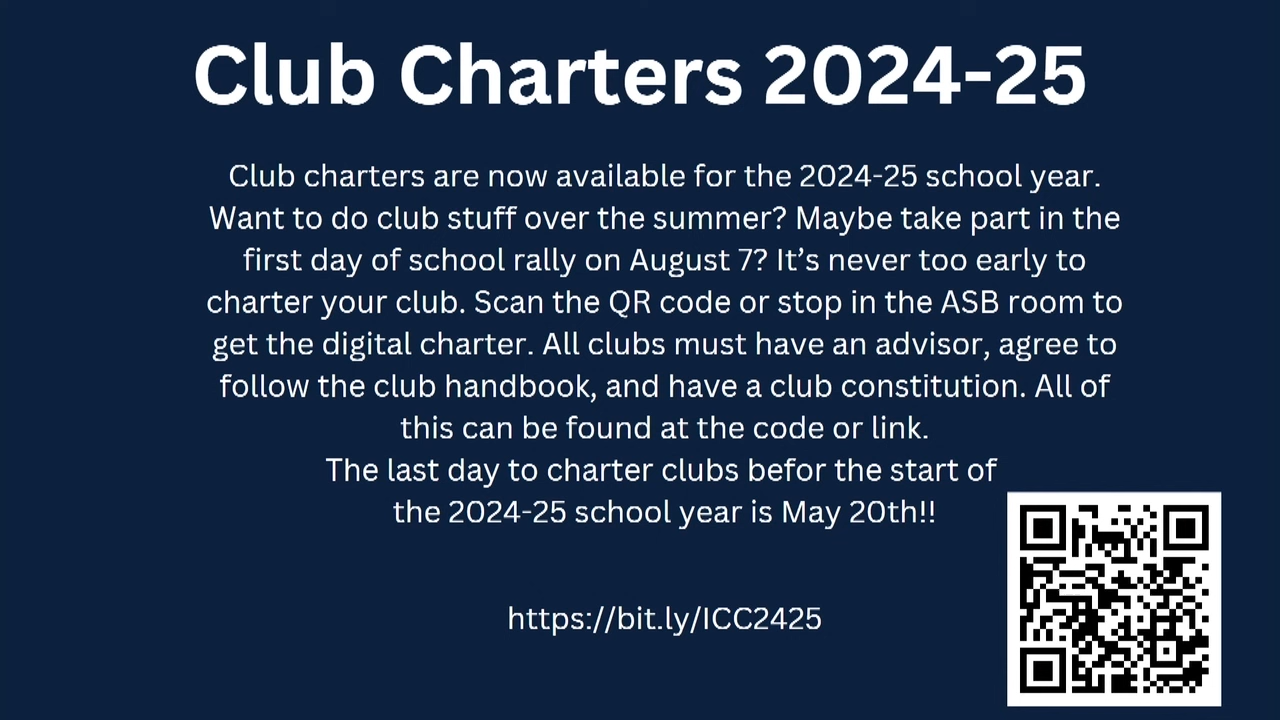 Club Charters 2024-25
Club charters are now available for the 2024-25 school year.
Want to do club stuff over the summer? Maybe take part in the
first day of school rally on August 7? It’s never too early to
charter your club. Scan the QR code or stop in the ASB room to
get the digital charter. All clubs must have an advisor, agree to
follow the club handbook, and have a club constitution. All of
this can be found at the code or link.
The last day to charter clubs befor the start of
the 2024-25 school year is May 20th!!
https://bit.ly/ICC2425